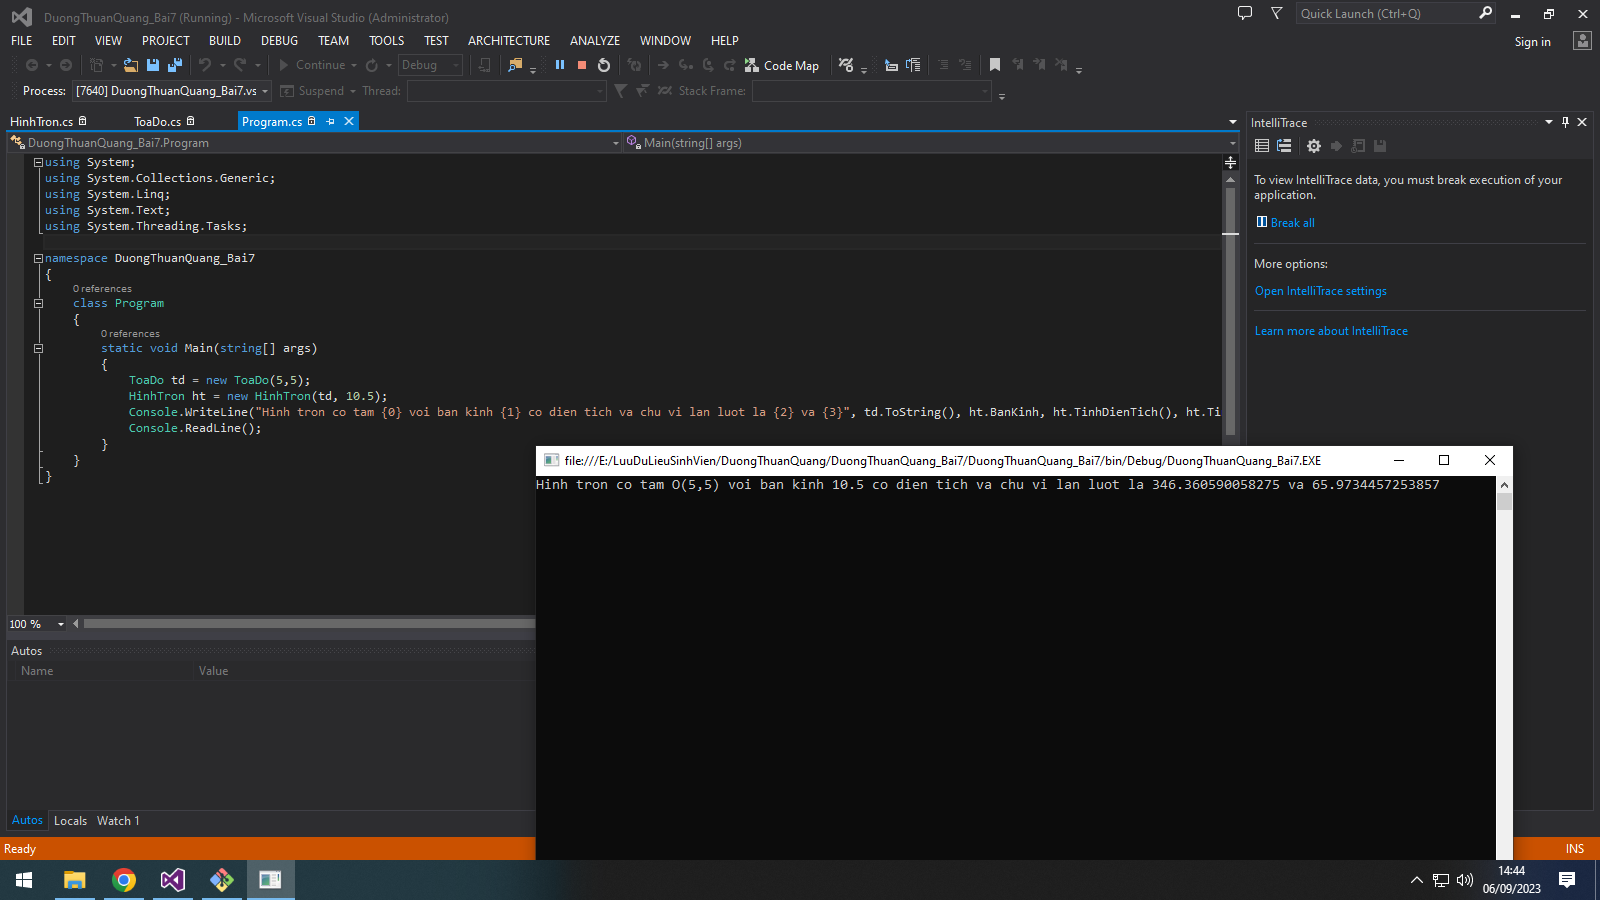 DuongThuanQuang_Bai7 (Running) - Microsoft Visual Studio (Administrator)
Quick Launch (Ctrl+Q)
FILE EDIT VIEW PROJECT BUILD DEBUG TEAM TOOLS TEST ARCHITECTURE ANALYZE WINDOW HELP
Sign in
Continue Debug Code Map
Process: [7640] DuongThuanQuang_Bai7.vs Suspend Thread: Stack Frame:
HinhTron.cs ToaDo.cs Program.cs
DuongThuanQuang_Bai7.Program Main(string[] args)
using System;
using System.Collections.Generic;
using System.Linq;
using System.Text;
using System.Threading.Tasks;
namespace DuongThuanQuang_Bai7
{
0 references
class Program
{
0 references
static void Main(string[] args)
{
ToaDo td = new ToaDo(5,5);
HinhTron ht = new HinhTron(td, 10.5);
Console.WriteLine("Hinh tron co tam {0} voi ban kinh {1} co dien tich va chu vi lan luot la {2} va {3}", td.ToString(), ht.BanKinh, ht.TinhDienTich(), ht.Ti
Console.ReadLine();
}
}
}
100 %
IntelliTrace
To view IntelliTrace data, you must break execution of your
application.
Break all
More options:
Open IntelliTrace settings
Learn more about IntelliTrace
file:///E:/LuuDuLieuSinhVien/DuongThuanQuang/DuongThuanQuang_Bai7/DuongThuanQuang_Bai7/bin/Debug/DuongThuanQuang_Bai7.EXE
Hinh tron co tam O(5,5) voi ban kinh 10.5 co dien tich va chu vi lan luot la 346.360590058275 va 65.9734457253857
Autos
Name Value
Autos Locals Watch 1
Ready
INS
14:44
06/09/2023